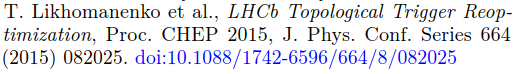 T. Likhomanenko et al., LHCb Topological Trigger Reop-
timization, Proc. CHEP 2015, J. Phys. Conf. Series 664
(2015) 082025. doi:10.1088/1742-6596/664/8/082025